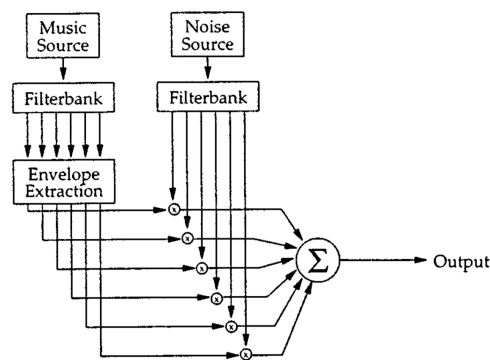 Music
Source
Noise
Source
Filterbank
Filterbank
Envelope
Extraction
x
x
x
x
x
x
Σ
Output